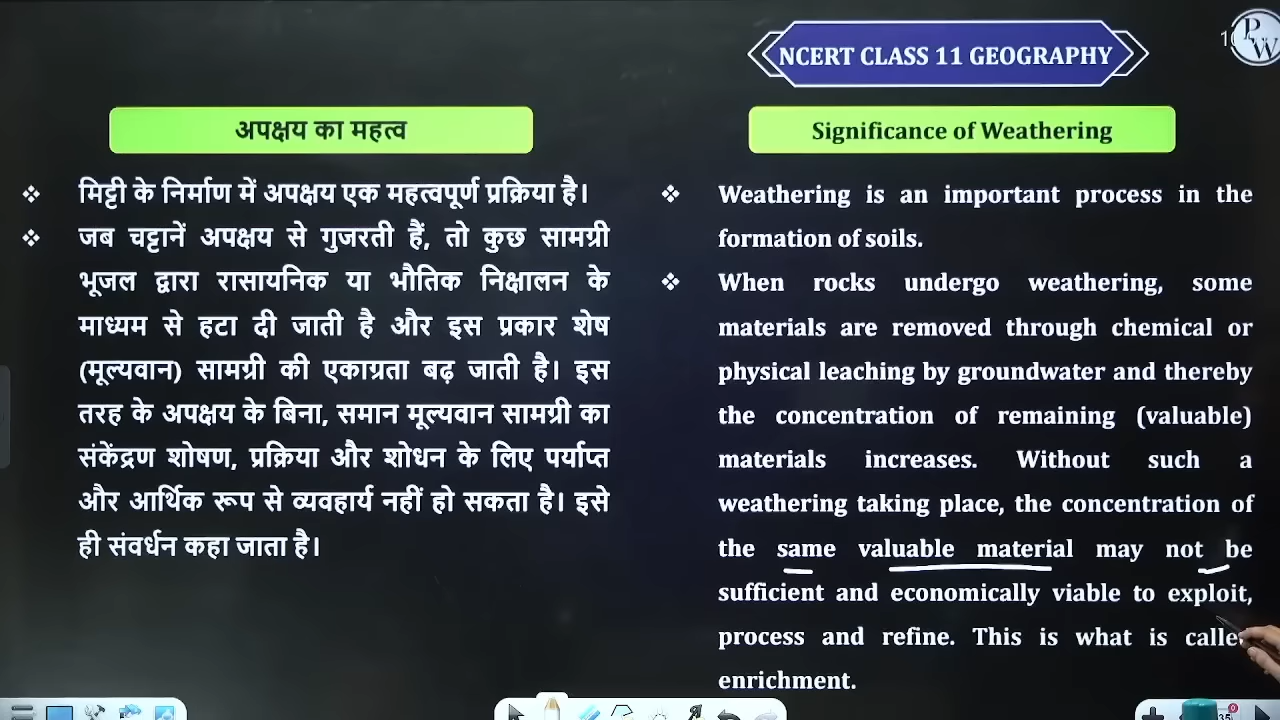 NCERT CLASS 11 GEOGRAPHY
PW
अपक्षय का महत्व
❖ मिट्टी के निर्माण में अपक्षय एक महत्वपूर्ण प्रक्रिया है।
❖ जब चट्टानें अपक्षय से गुजरती हैं, तो कुछ सामग्री
भूजल द्वारा रासायनिक या भौतिक निक्षालन के
माध्यम से हटा दी जाती है और इस प्रकार शेष
(मूल्यवान) सामग्री की एकाग्रता बढ़ जाती है। इस
तरह के अपक्षय के बिना, समान मूल्यवान सामग्री का
संकेंद्रण शोषण, प्रक्रिया और शोधन के लिए पर्याप्त
और आर्थिक रूप से व्यवहार्य नहीं हो सकता है। इसे
ही संवर्धन कहा जाता है।
Significance of Weathering
❖ Weathering is an important process in the
formation of soils.
❖ When rocks undergo weathering, some
materials are removed through chemical or
physical leaching by groundwater and thereby
the concentration of remaining (valuable)
materials increases. Without such a
weathering taking place, the concentration of
the same valuable material may not be
sufficient and economically viable to exploit,
process and refine. This is what is
enrichment.